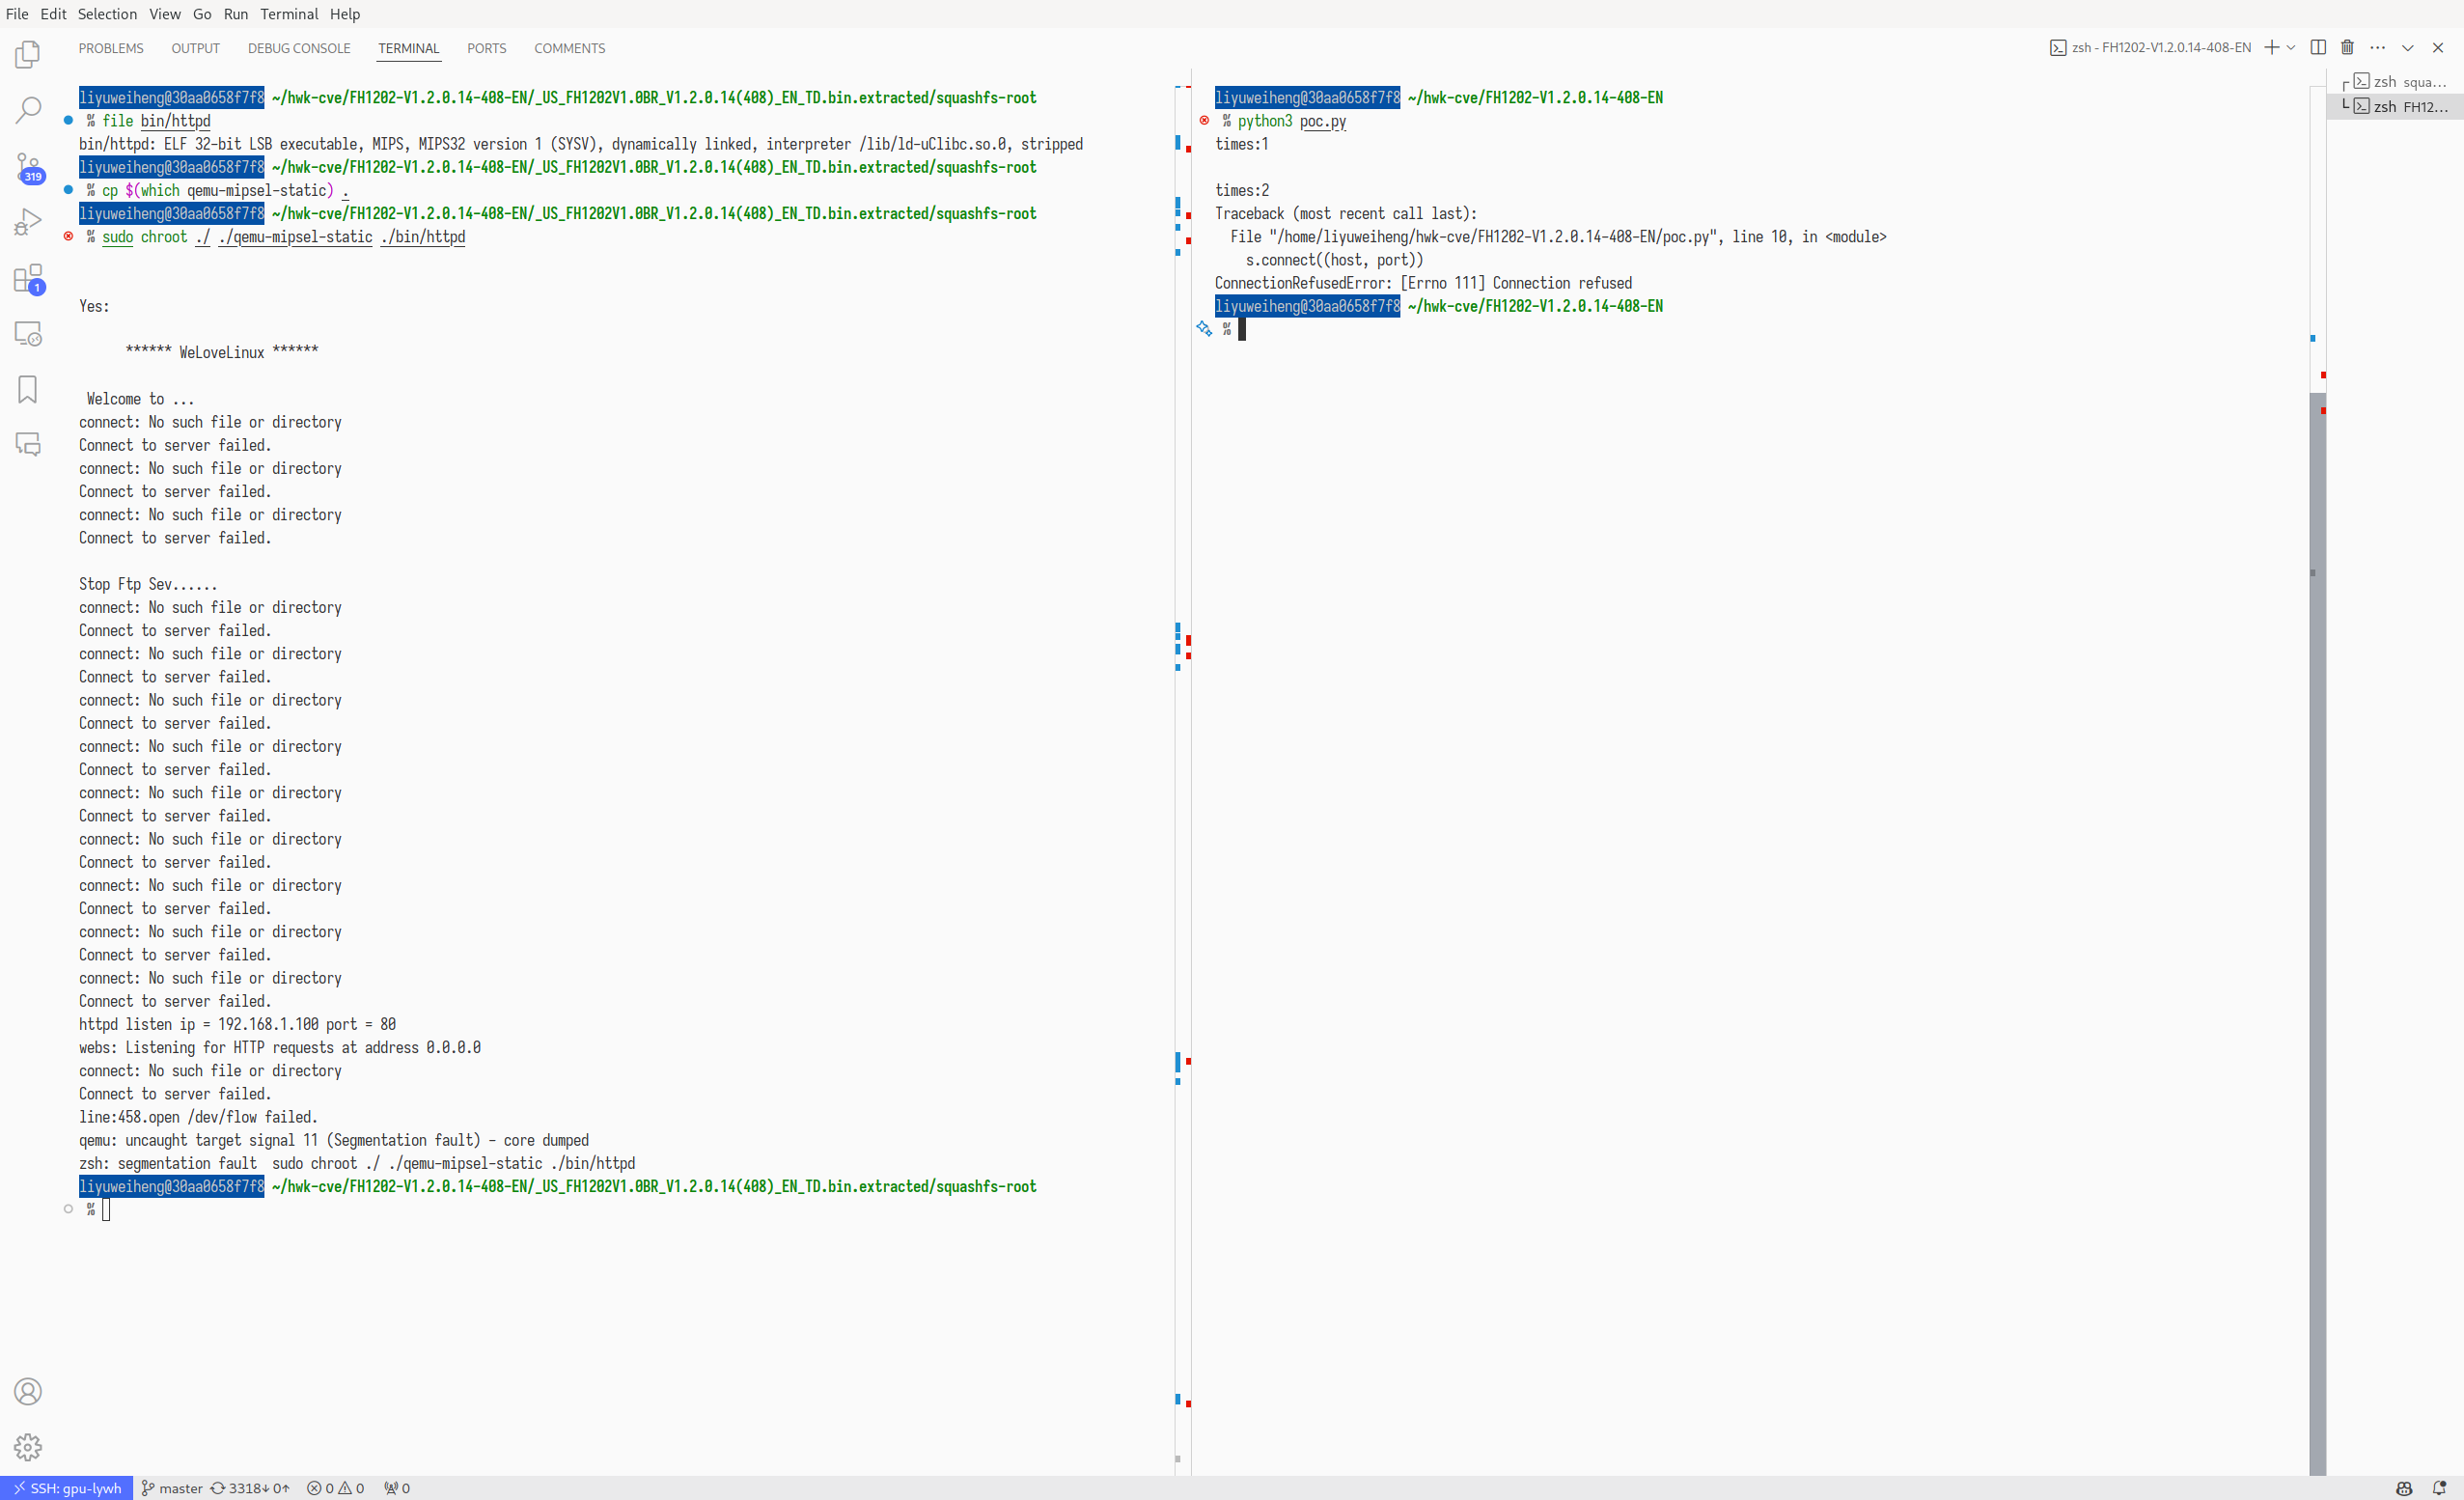 File Edit Selection View Go Run Terminal Help
PROBLEMS OUTPUT DEBUG CONSOLE TERMINAL PORTS COMMENTS
zsh - FH1202-V1.2.0.14-408-EN
liyuweiheng@30aa0658f7f8 ~/hwk-cve/FH1202-V1.2.0.14-408-EN/_US_FH1202V1.0BR_V1.2.0.14(408)_EN_TD.bin.extracted/squashfs-root
% file bin/httpd
bin/httpd: ELF 32-bit LSB executable, MIPS, MIPS32 version 1 (SYSV), dynamically linked, interpreter /lib/ld-uClibc.so.0, stripped
liyuweiheng@30aa0658f7f8 ~/hwk-cve/FH1202-V1.2.0.14-408-EN/_US_FH1202V1.0BR_V1.2.0.14(408)_EN_TD.bin.extracted/squashfs-root
% cp $(which qemu-mipsel-static) .
liyuweiheng@30aa0658f7f8 ~/hwk-cve/FH1202-V1.2.0.14-408-EN/_US_FH1202V1.0BR_V1.2.0.14(408)_EN_TD.bin.extracted/squashfs-root
% sudo chroot ./ ./qemu-mipsel-static ./bin/httpd
Yes:
****** WeLoveLinux ******
Welcome to ...
connect: No such file or directory
Connect to server failed.
connect: No such file or directory
Connect to server failed.
connect: No such file or directory
Connect to server failed.
Stop Ftp Sev......
connect: No such file or directory
Connect to server failed.
connect: No such file or directory
Connect to server failed.
connect: No such file or directory
Connect to server failed.
connect: No such file or directory
Connect to server failed.
connect: No such file or directory
Connect to server failed.
connect: No such file or directory
Connect to server failed.
connect: No such file or directory
Connect to server failed.
connect: No such file or directory
Connect to server failed.
connect: No such file or directory
Connect to server failed.
httpd listen ip = 192.168.1.100 port = 80
webs: Listening for HTTP requests at address 0.0.0.0
connect: No such file or directory
Connect to server failed.
line:458.open /dev/flow failed.
qemu: uncaught target signal 11 (Segmentation fault) - core dumped
zsh: segmentation fault  sudo chroot ./ ./qemu-mipsel-static ./bin/httpd
liyuweiheng@30aa0658f7f8 ~/hwk-cve/FH1202-V1.2.0.14-408-EN/_US_FH1202V1.0BR_V1.2.0.14(408)_EN_TD.bin.extracted/squashfs-root
%
liyuweiheng@30aa0658f7f8 ~/hwk-cve/FH1202-V1.2.0.14-408-EN
% python3 poc.py
times:1
times:2
Traceback (most recent call last):
File "/home/liyuweiheng/hwk-cve/FH1202-V1.2.0.14-408-EN/poc.py", line 10, in <module>
s.connect((host, port))
ConnectionRefusedError: [Errno 111] Connection refused
liyuweiheng@30aa0658f7f8 ~/hwk-cve/FH1202-V1.2.0.14-408-EN
%
zsh squa...
zsh FH12...
319
1
SSH: gpu-lywh master 3318↓ 0↑ 0 0 0